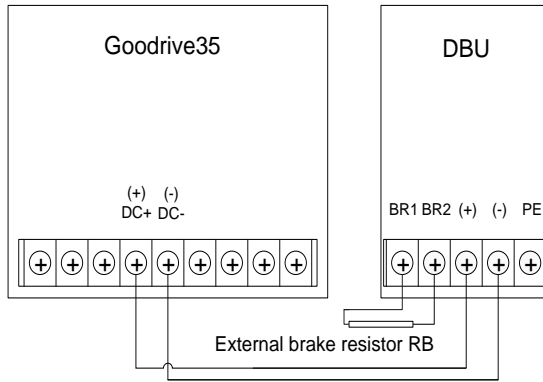 Goodrive35
DBU
(+) (-)
DC+ DC-
BR1 BR2 (+) (-) PE
External brake resistor RB